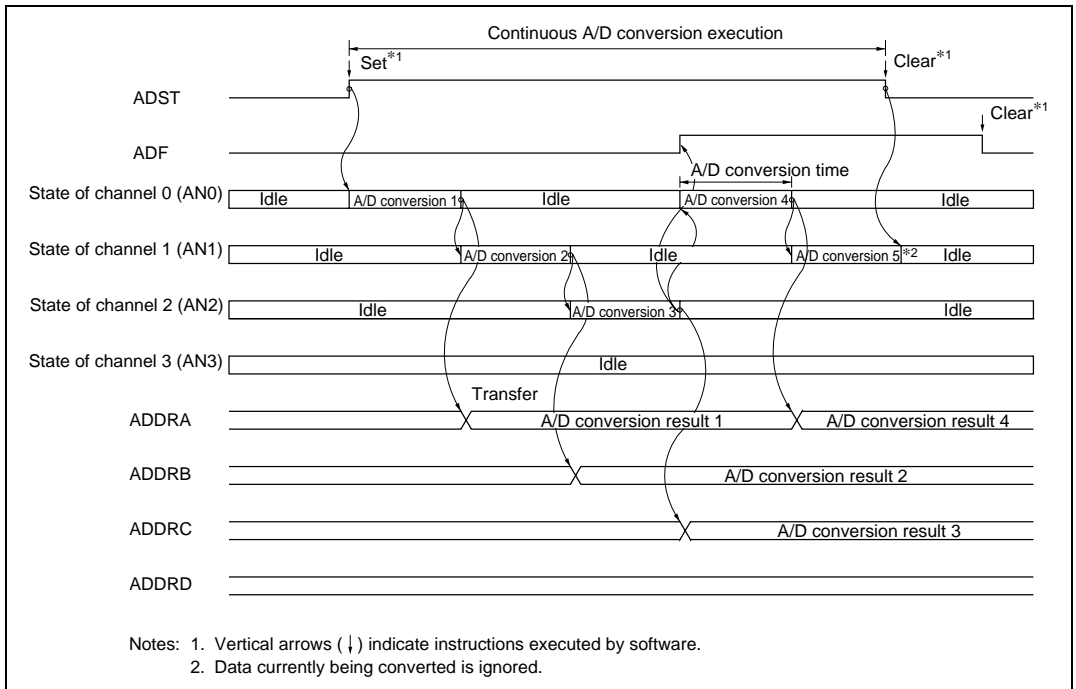 Continuous A/D conversion execution
Set*1
Clear*1
ADST
Clear*1
ADF
A/D conversion time
State of channel 0 (AN0)
Idle
A/D conversion 1
Idle
A/D conversion 4
Idle
State of channel 1 (AN1)
Idle
A/D conversion 2
Idle
A/D conversion 5
*2
Idle
State of channel 2 (AN2)
Idle
A/D conversion 3
Idle
State of channel 3 (AN3)
Idle
Transfer
ADDRA
A/D conversion result 1
A/D conversion result 4
ADDRB
A/D conversion result 2
ADDRC
A/D conversion result 3
ADDRD
Notes: 1. Vertical arrows (↓) indicate instructions executed by software.
2. Data currently being converted is ignored.